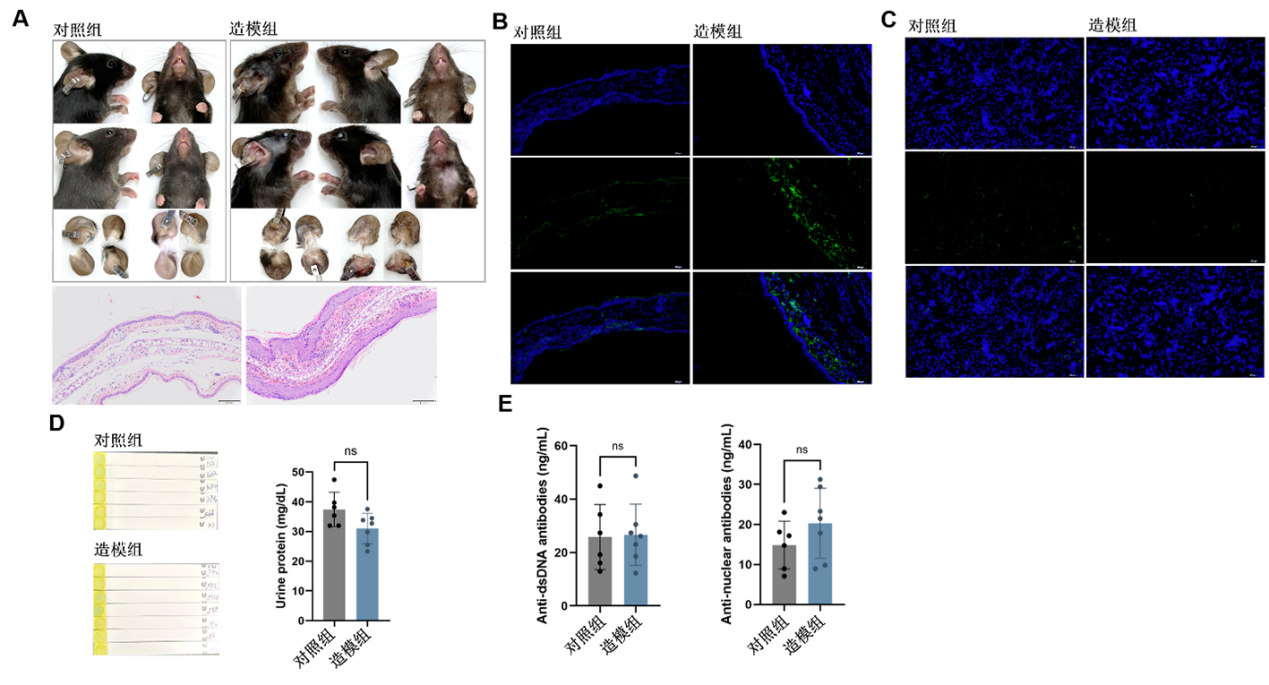 A
对照组
造模组
B
对照组
造模组
C
对照组
造模组
D
对照组
造模组
Urine protein (mg/dL)
50
40
30
20
10
0
ns
对照组
造模组
E
Anti-dsDNA antibodies (ng/mL)
60
40
20
0
ns
对照组
造模组
Anti-nuclear antibodies (ng/mL)
40
30
20
10
0
ns
对照组
造模组